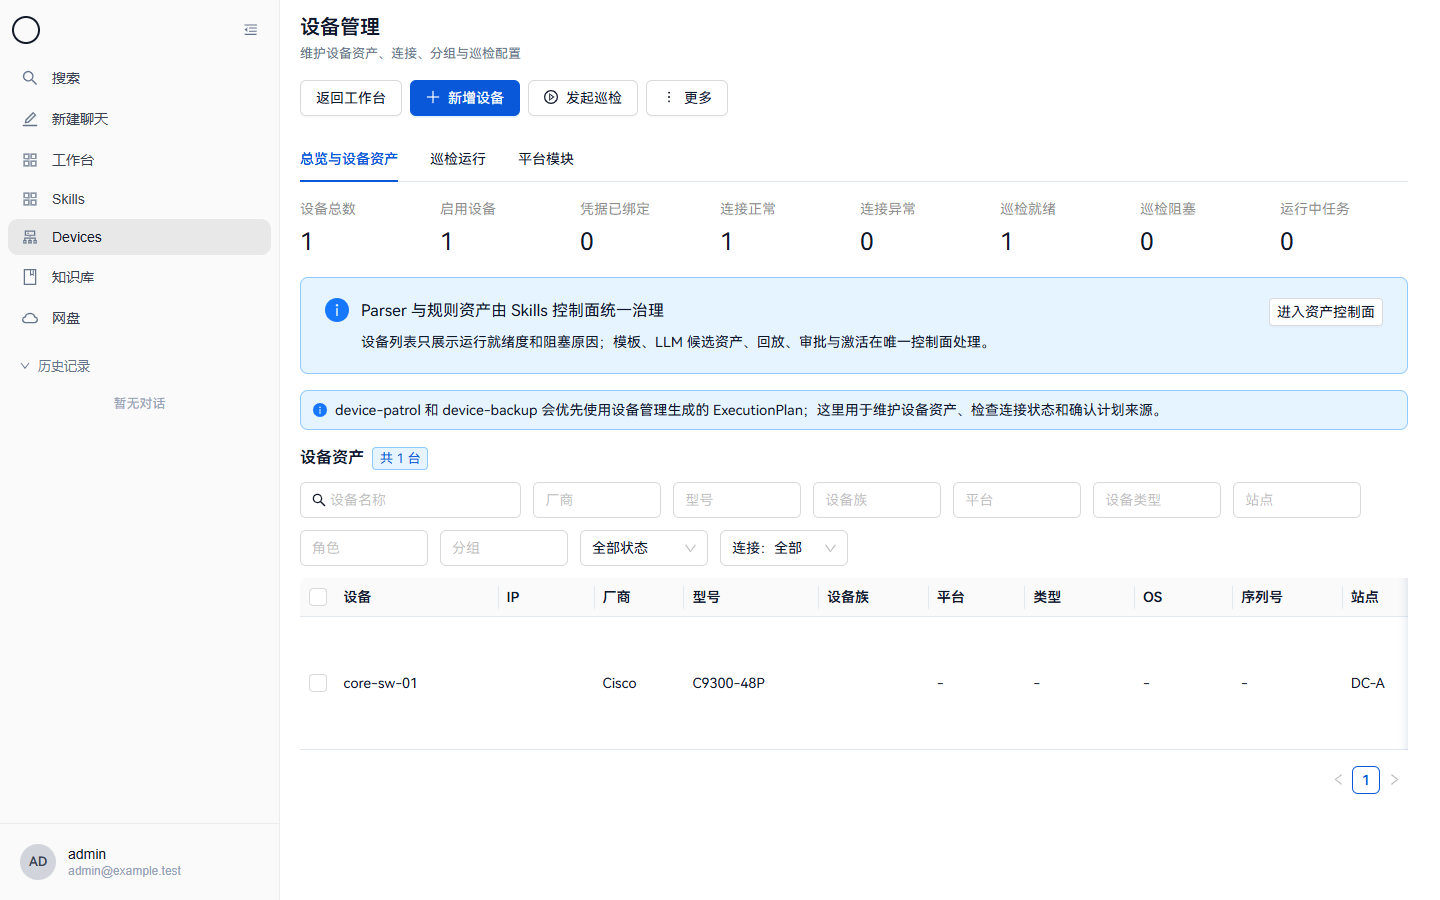 搜索
新建聊天
工作台
Skills
Devices
知识库
网盘
历史记录
暂无对话
AD
admin
admin@example.test
设备管理
维护设备资产、连接、分组与巡检配置
返回工作台 新增设备 发起巡检 更多
总览与设备资产 巡检运行 平台模块
设备总数 启用设备 凭据已绑定 连接正常 连接异常 巡检就绪 巡检阻塞 运行中任务
1 1 0 1 0 1 0 0
Parser 与规则资产由 Skills 控制面统一治理
进入资产控制面
设备列表只展示运行就绪度和阻塞原因；模板、LLM 候选资产、回放、审批与激活在唯一控制面处理。
device-patrol 和 device-backup 会优先使用设备管理生成的 ExecutionPlan；这里用于维护设备资产、检查连接状态和确认计划来源。
设备资产 共 1 台
设备名称 厂商 型号 设备族 平台 设备类型 站点
角色 分组 全部状态 连接：全部
设备 IP 厂商 型号 设备族 平台 类型 OS 序列号 站点
core-sw-01 Cisco C9300-48P - - - - DC-A
1